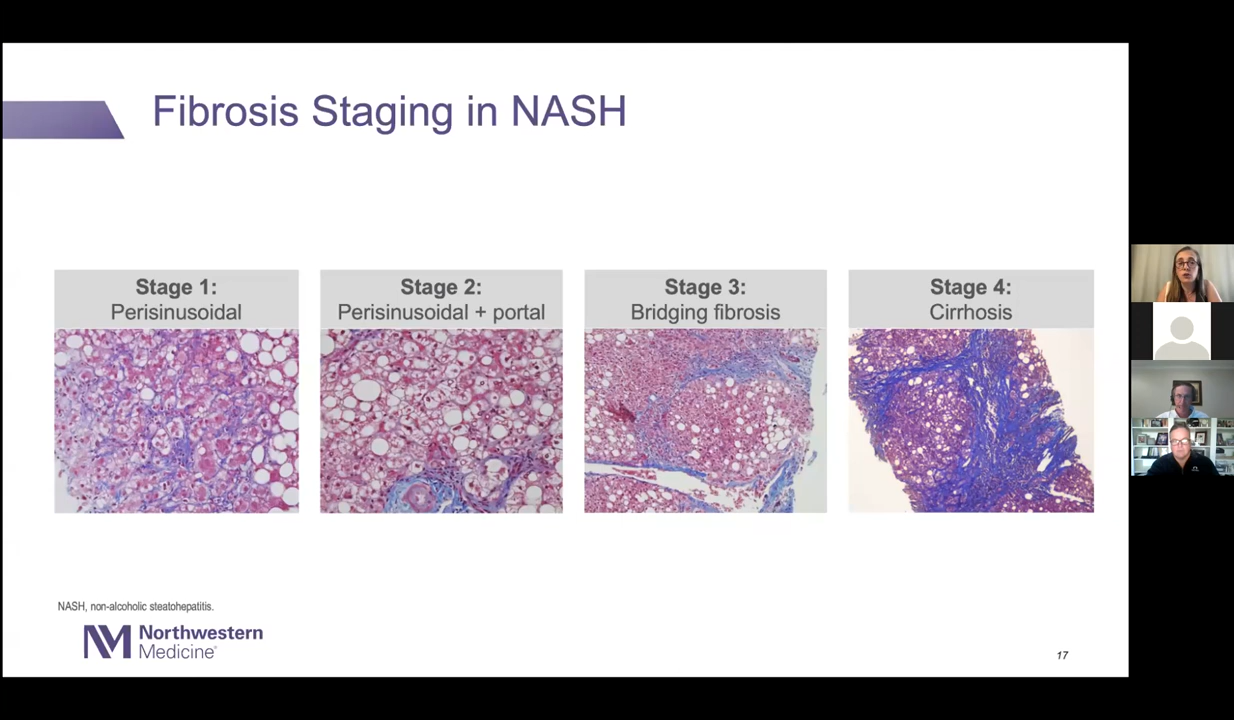 Fibrosis Staging in NASH
Stage 1:
Perisinusoidal
Stage 2:
Perisinusoidal + portal
Stage 3:
Bridging fibrosis
Stage 4:
Cirrhosis
NASH, non-alcoholic steatohepatitis.
NM Northwestern
Medicine®
17